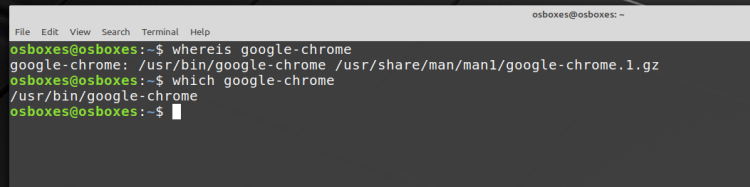 osboxes@osboxes: ~
File Edit View Search Terminal Help
osboxes@osboxes:~$ whereis google-chrome
google-chrome: /usr/bin/google-chrome /usr/share/man/man1/google-chrome.1.gz
osboxes@osboxes:~$ which google-chrome
/usr/bin/google-chrome
osboxes@osboxes:~$